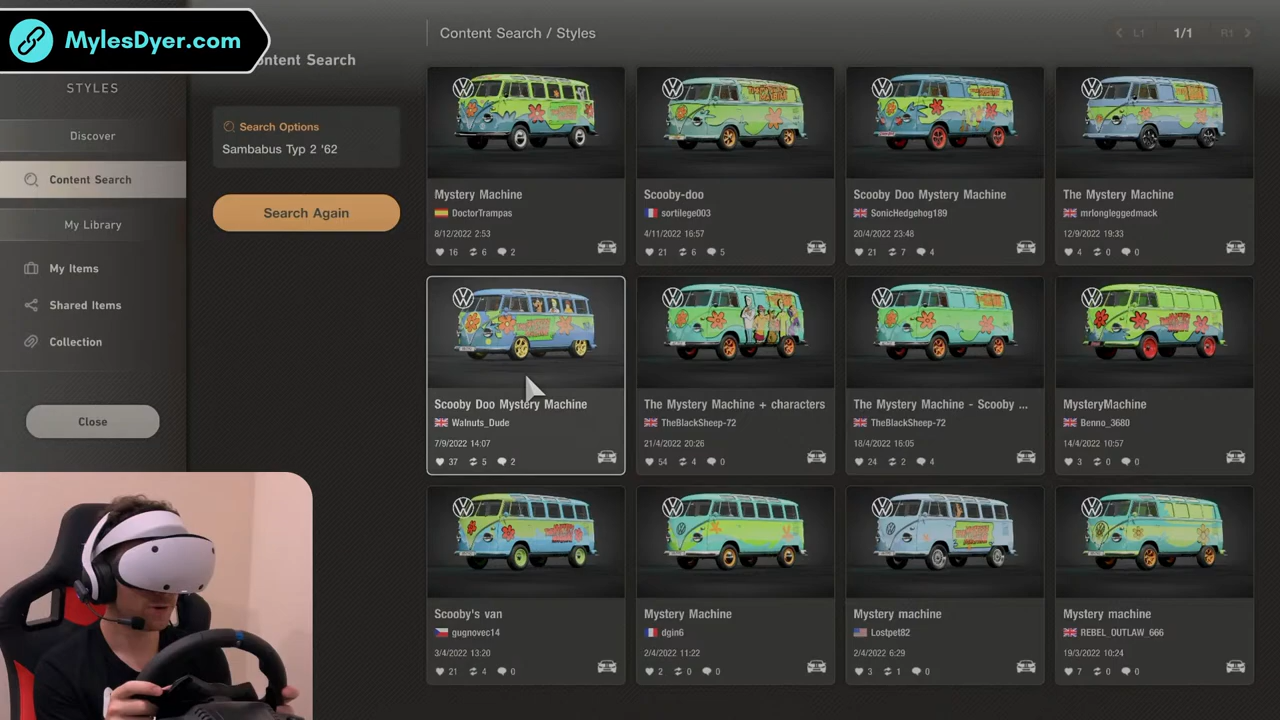 MylesDyer.com
Content Search / Styles
L1
1/1
R1
ontent Search
STYLES
Discover
Content Search
My Library
My Items
Shared Items
Collection
Close
Search Options
Sambabus Typ 2 '62
Search Again
Mystery Machine
DoctorTrampas
8/12/2022 2:53
16 6 2
Scooby-doo
sortilege003
4/11/2022 16:57
21 6 5
Scooby Doo Mystery Machine
SonicHedgehog189
20/4/2022 23:48
21 7 4
The Mystery Machine
mrlongleggedmack
12/9/2022 19:33
4 0 0
Scooby Doo Mystery Machine
Walnuts_Dude
7/9/2022 14:07
37 5 2
The Mystery Machine + characters
TheBlackSheep-72
21/4/2022 20:26
54 4 0
The Mystery Machine - Scooby ...
TheBlackSheep-72
18/4/2022 16:05
24 2 4
MysteryMachine
Benno_3680
14/4/2022 10:57
3 0 0
Scooby's van
gugnovec14
3/4/2022 13:20
21 4 0
Mystery Machine
dgin6
2/4/2022 11:22
2 0 0
Mystery machine
Lostpet82
2/4/2022 6:29
3 1 0
Mystery machine
REBEL_OUTLAW_666
19/3/2022 10:24
7 0 0